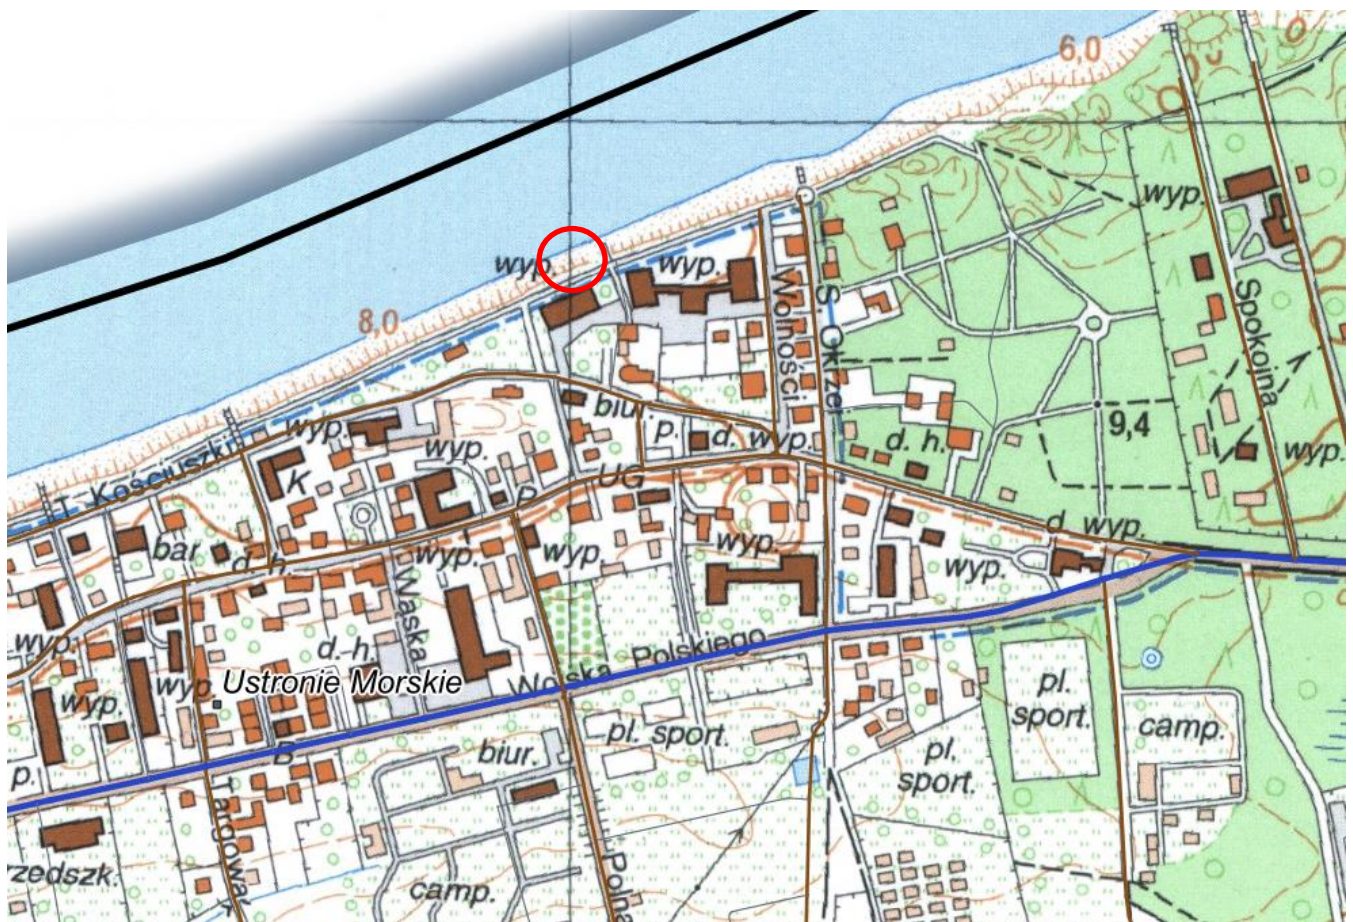 6,0
wyp.
wyp.
wyp.
8,0
Wolności
S. Okrzei
Spokojna
9,4
biur.
p.
d. wyp.
wyp.
wyp.
d. h.
wyp.
T. Kościuszki
K
P
UG
bar.
d. h.
wyp.
wyp.
wyp.
d. wyp.
wyp.
Wąska
wyp.
d. h.
Wojska Polskiego
wyp.
wyp.
Ustronie Morskie
pl.
sport.
pl. sport.
camp.
biur.
B
p.
pl.
sport.
Targowa
rzedszk.
camp.
Polna